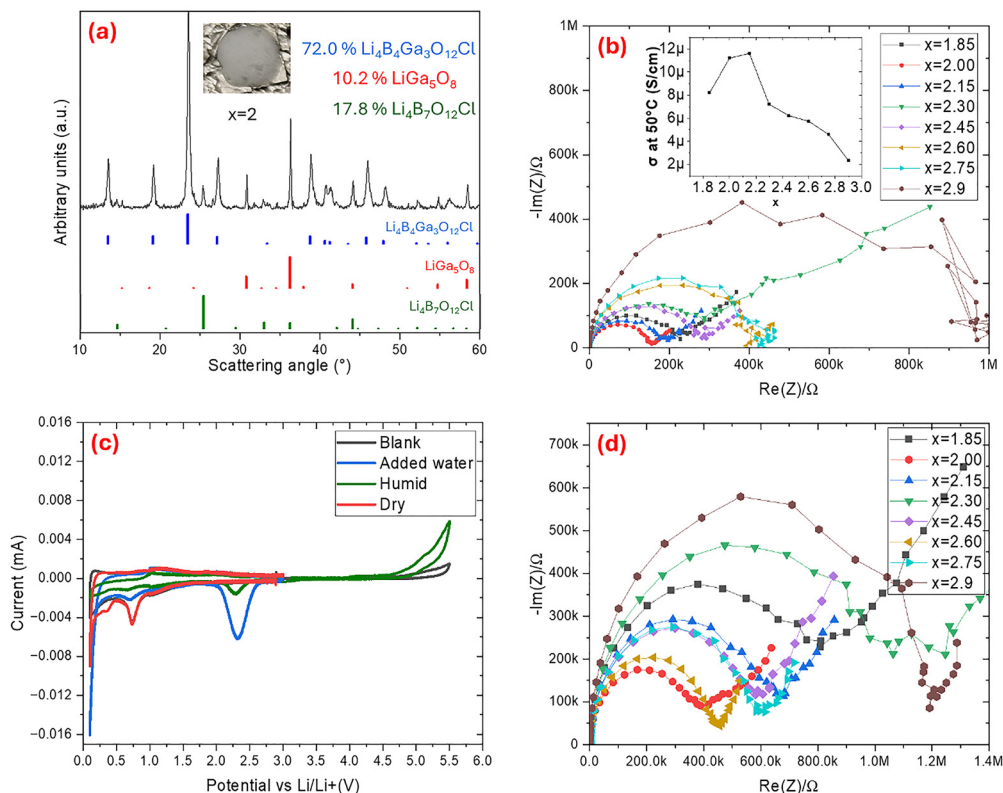 (a)
72.0 % Li₄B₄Ga₃O₁₂Cl
10.2 % LiGa₅O₈
17.8 % Li₄B₇O₁₂Cl
x=2
Arbitrary units (a.u.)
Li₄B₄Ga₃O₁₂Cl
LiGa₅O₈
Li₄B₇O₁₂Cl
10 20 30 40 50 60
Scattering angle (°)
(b)
1M
800k
600k
400k
200k
0
-Im(Z)/Ω
12μ
10μ
8μ
6μ
4μ
2μ
σ at 50°C (S/cm)
1.8 2.0 2.2 2.4 2.6 2.8
x
x=1.85
x=2.00
x=2.15
x=2.30
x=2.45
x=2.60
x=2.75
x=2.9
0 200k 400k 600k 800k 1M
Re(Z)/Ω
(c)
0.016
0.012
0.008
0.004
0.000
−0.004
−0.008
−0.012
−0.016
Current (mA)
Blank
Added water
Humid
Dry
0.0 0.5 1.0 1.5 2.0 2.5 3.0 3.5 4.0 4.5 5.0 5.5 6.0
Potential vs Li/Li+(V)
(d)
700k
600k
500k
400k
300k
200k
100k
0
-Im(Z)/Ω
x=1.85
x=2.00
x=2.15
x=2.30
x=2.45
x=2.60
x=2.75
x=2.9
0.0 200.0k 400.0k 600.0k 800.0k 1.0M 1.2M 1.4M
Re(Z)/Ω